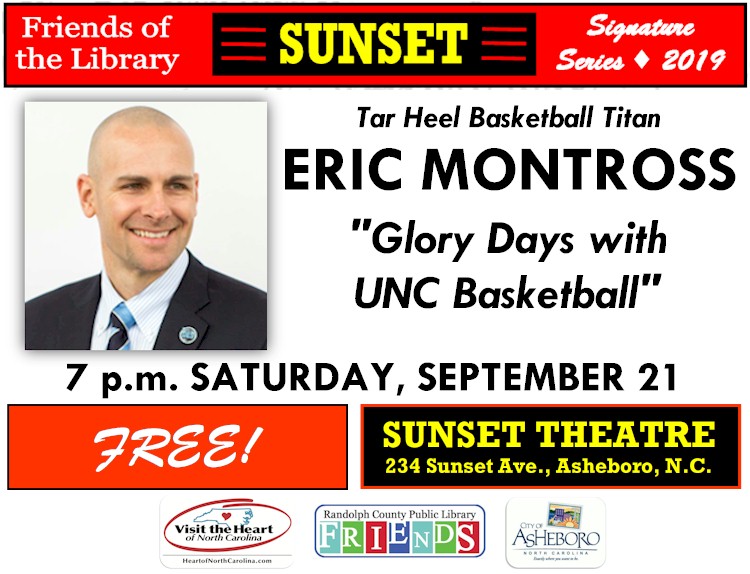 Friends of
the Library
SUNSET
Signature
Series ♦ 2019
Tar Heel Basketball Titan
ERIC MONTROSS
"Glory Days with
UNC Basketball"
7 p.m. SATURDAY, SEPTEMBER 21
FREE!
SUNSET THEATRE
234 Sunset Ave., Asheboro, N.C.
Visit the Heart
of North Carolina
HeartofNorthCarolina.com
Randolph County Public Library
FRIENDS
CITY OF
ASHEBORO
NORTH CAROLINA